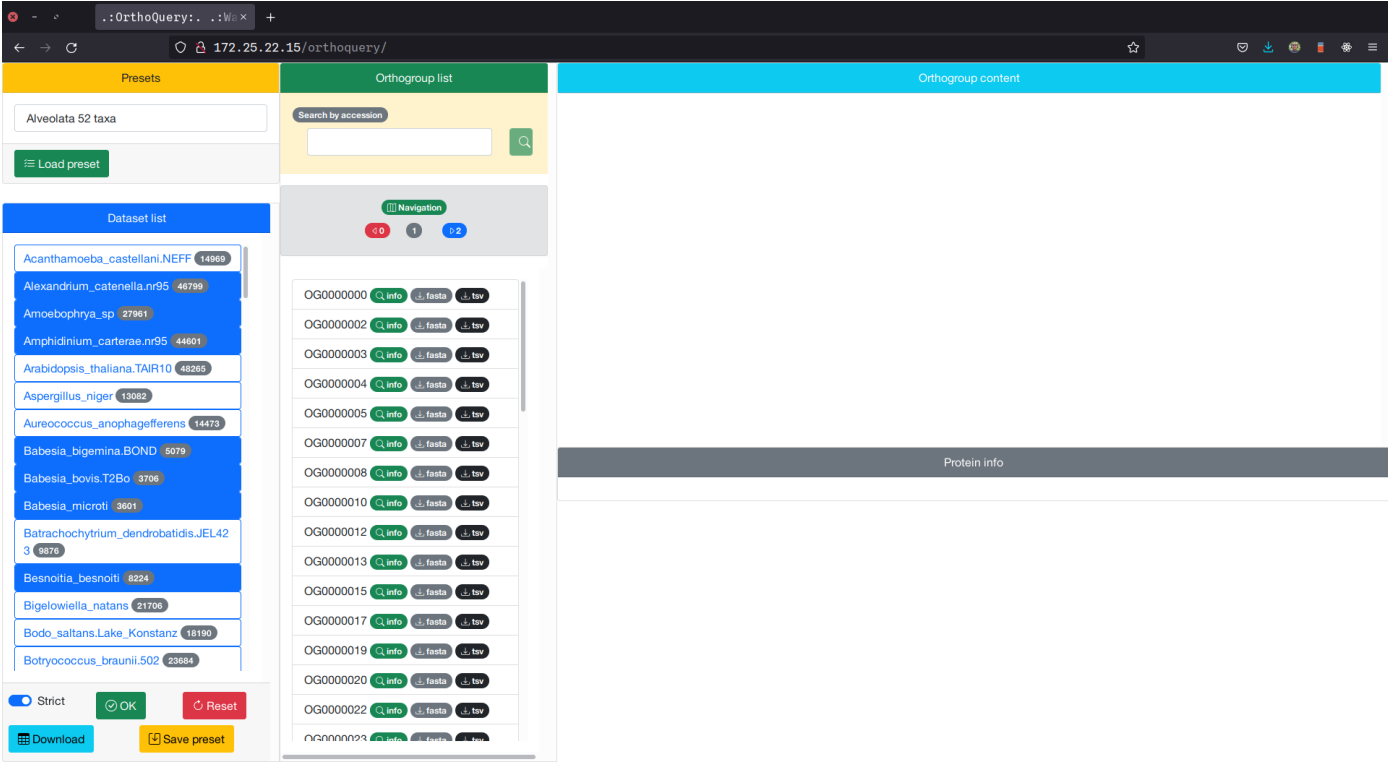 .:OrthoQuery:. .:Wa
172.25.22.15/orthoquery/
Presets
Alveolata 52 taxa
Load preset
Dataset list
Acanthamoeba_castellani.NEFF 14969
Alexandrium_catenella.nr95 46799
Amoebophrya_sp 27961
Amphidinium_carterae.nr95 44601
Arabidopsis_thaliana.TAIR10 48265
Aspergillus_niger 13082
Aureococcus_anophagefferens 14473
Babesia_bigemina.BOND 5079
Babesia_bovis.T2Bo 3706
Babesia_microti 3601
Batrachochytrium_dendrobatidis.JEL42
3 9876
Besnoitia_besnoiti 8224
Bigelowiella_natans 21706
Bodo_saltans.Lake_Konstanz 18190
Botryococcus_braunii.502 23684
Strict
OK
Reset
Download
Save preset
Orthogroup list
Search by accession
Navigation
0 1 2
OG0000000 info fasta tsv
OG0000002 info fasta tsv
OG0000003 info fasta tsv
OG0000004 info fasta tsv
OG0000005 info fasta tsv
OG0000007 info fasta tsv
OG0000008 info fasta tsv
OG0000010 info fasta tsv
OG0000012 info fasta tsv
OG0000013 info fasta tsv
OG0000015 info fasta tsv
OG0000017 info fasta tsv
OG0000019 info fasta tsv
OG0000020 info fasta tsv
OG0000022 info fasta tsv
OG0000023 info fasta tsv
Orthogroup content
Protein info